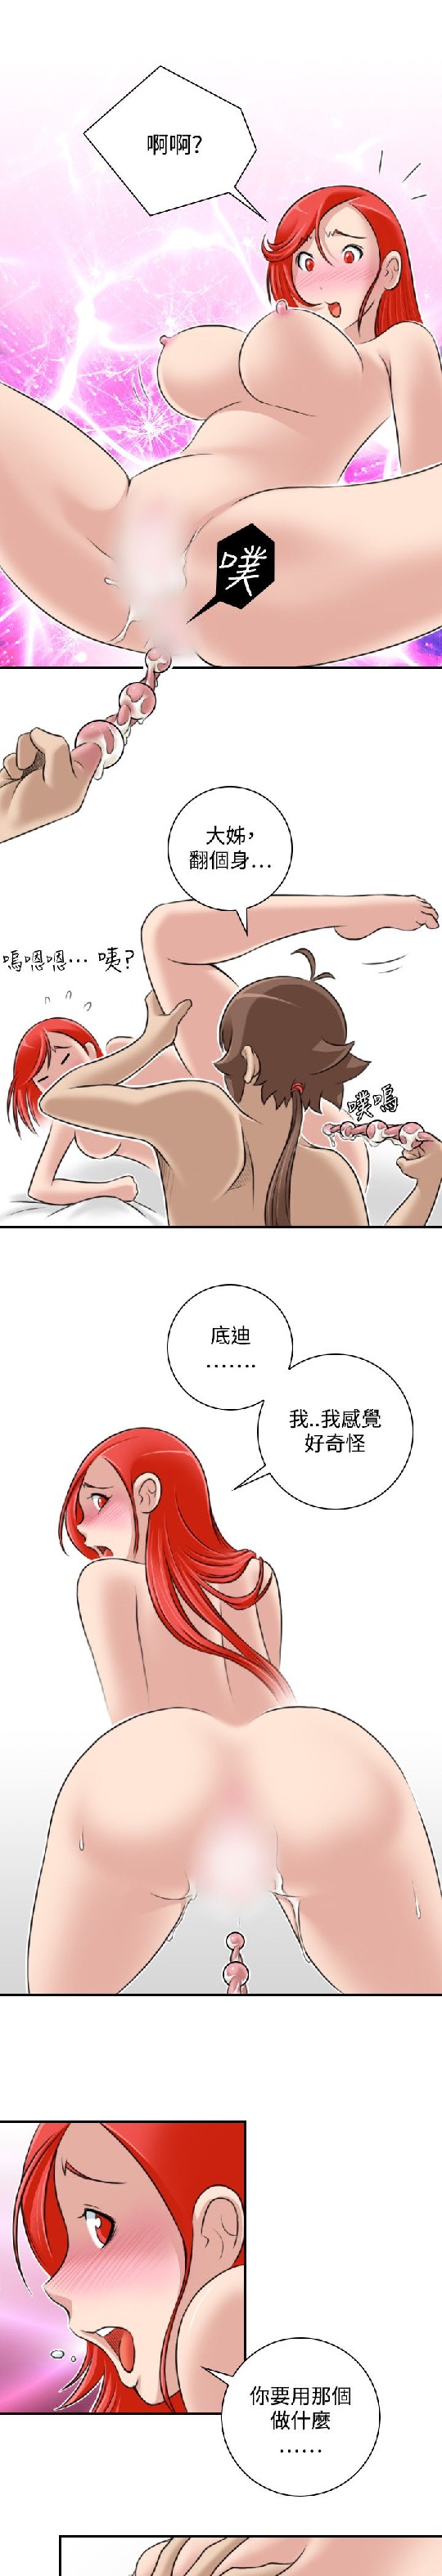 啊啊?
噗
大姊,
翻個身...
嗚嗯嗯... 咦?
噗嗚
底迪
.......
我..我感覺
好奇怪
你要用那個
做什麼
......